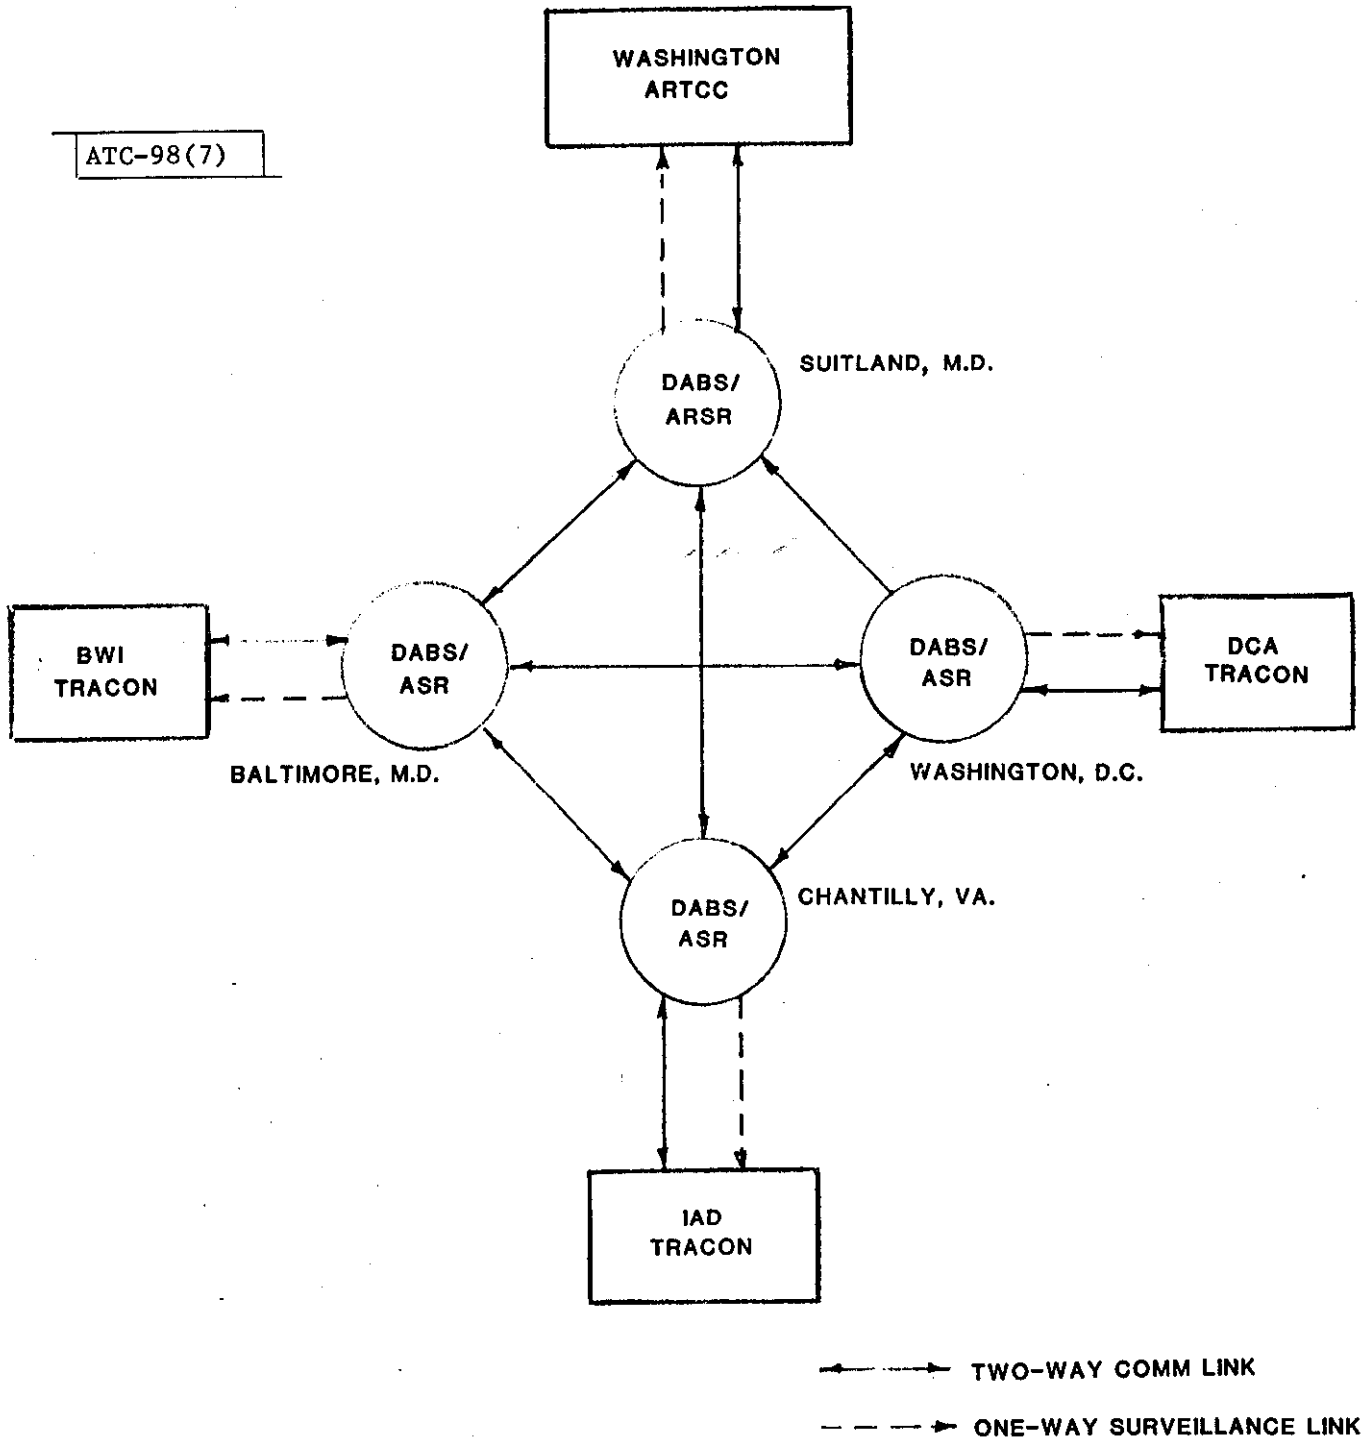 WASHINGTON
ARTCC
ATC-98(7)
DABS/
ARSR
SUITLAND, M.D.
BWI
TRACON
DABS/
ASR
DABS/
ASR
DCA
TRACON
BALTIMORE, M.D.
WASHINGTON, D.C.
DABS/
ASR
CHANTILLY, VA.
IAD
TRACON
TWO-WAY COMM LINK
ONE-WAY SURVEILLANCE LINK